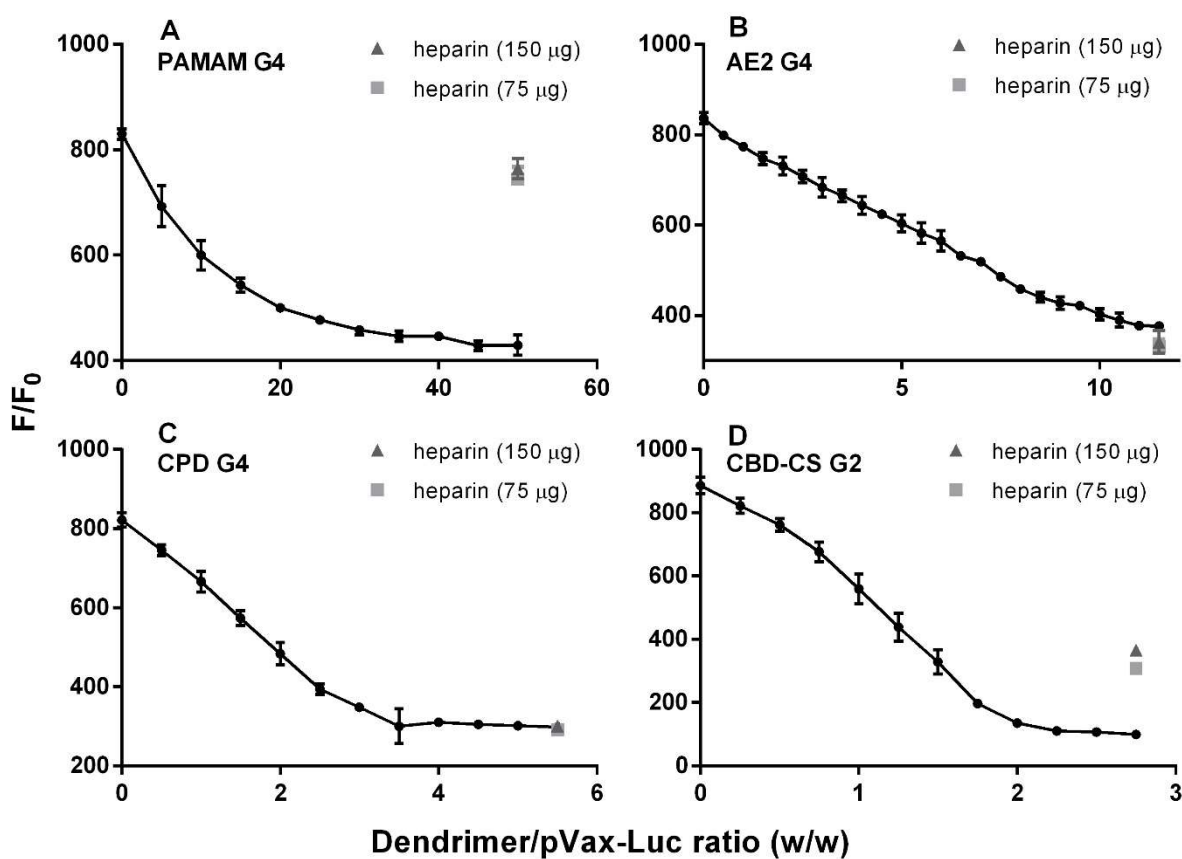 A
PAMAM G4
heparin (150 µg)
heparin (75 µg)
1000
800
600
400
0
20
40
60
B
AE2 G4
heparin (150 µg)
heparin (75 µg)
1000
800
600
400
0
5
10
F/F0
C
CPD G4
heparin (150 µg)
heparin (75 µg)
1000
800
600
400
200
0
2
4
6
D
CBD-CS G2
heparin (150 µg)
heparin (75 µg)
1000
800
600
400
200
0
0
1
2
3
Dendrimer/pVax-Luc ratio (w/w)